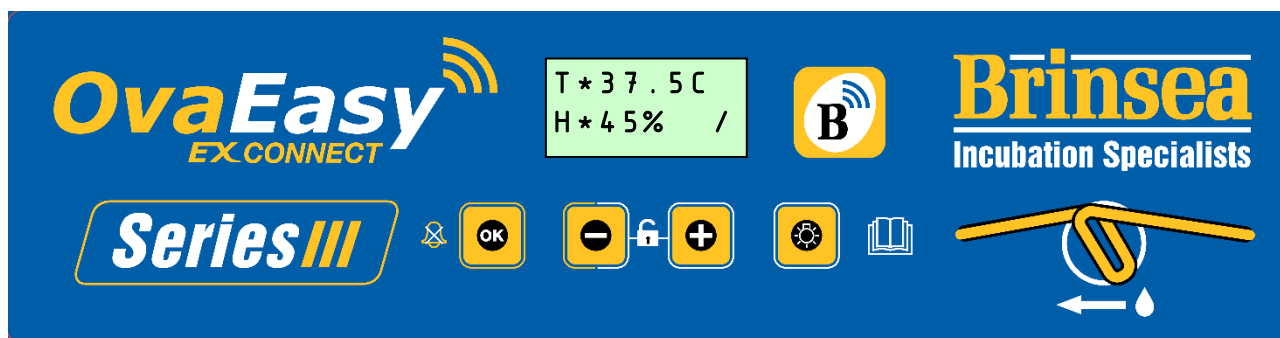 OvaEasy
EX CONNECT
T*37.5C
H*45% /
B
Brinsea
Incubation Specialists
Series III
OK